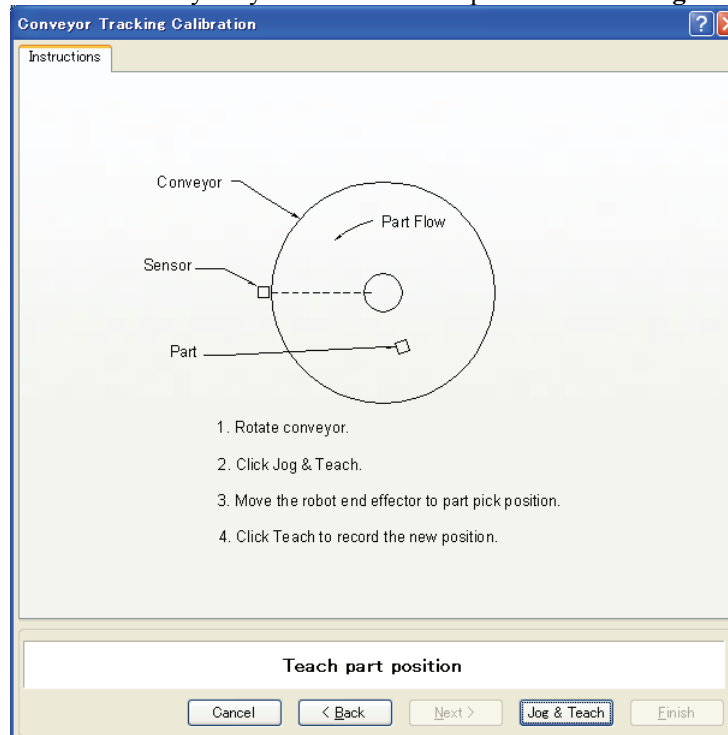 Conveyor Tracking Calibration
Instructions
Conveyor
Part Flow
Sensor
Part
1. Rotate conveyor.
2. Click Jog & Teach.
3. Move the robot end effector to part pick position.
4. Click Teach to record the new position.
Teach part position
Cancel < Back Next > Jog & Teach Finish